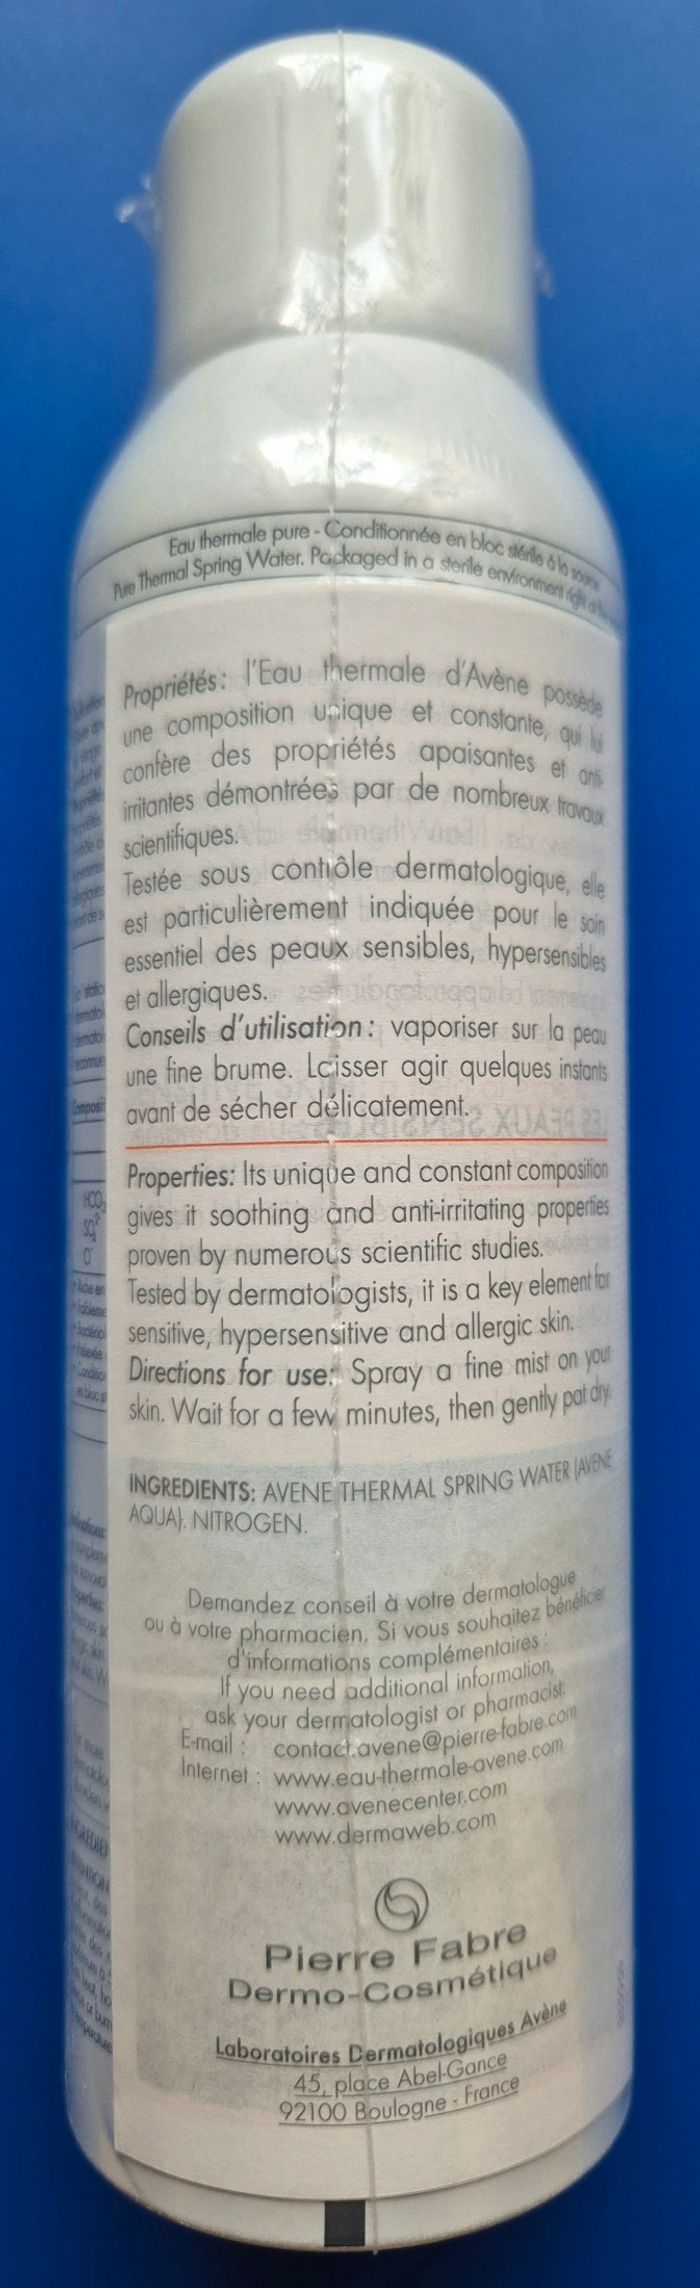 Eau thermale pure - Conditionnée en bloc stérile à la source
Pure Thermal Spring Water. Packaged in a sterile environment right at the
Propriétés : l'Eau thermale d'Avène possède
une composition unique et constante, qui lui
confère des propriétés apaisantes et anti-
irritantes démontrées par de nombreux travaux
scientifiques.
Testée sous contrôle dermatologique, elle
est particulièrement indiquée pour le soin
essentiel des peaux sensibles, hypersensibles
et allergiques.
Conseils d'utilisation : vaporiser sur la peau
une fine brume. Laisser agir quelques instants
avant de sécher délicatement.
Properties: Its unique and constant composition
gives it soothing and anti-irritating properties
proven by numerous scientific studies.
Tested by dermatologists, it is a key element for
sensitive, hypersensitive and allergic skin.
Directions for use: Spray a fine mist on your
skin. Wait for a few minutes, then gently pat dry.
INGREDIENTS: AVENE THERMAL SPRING WATER (AVENE
AQUA). NITROGEN.
Demandez conseil à votre dermatologue
ou à votre pharmacien. Si vous souhaitez bénéficier
d'informations complémentaires :
If you need additional information,
ask your dermatologist or pharmacist.
E-mail : contact.avene@pierre-fabre.com
Internet : www.eau-thermale-avene.com
www.avenecenter.com
www.dermaweb.com
Pierre Fabre
Dermo-Cosmétique
Laboratoires Dermatologiques Avène
45, place Abel-Gance
92100 Boulogne - France